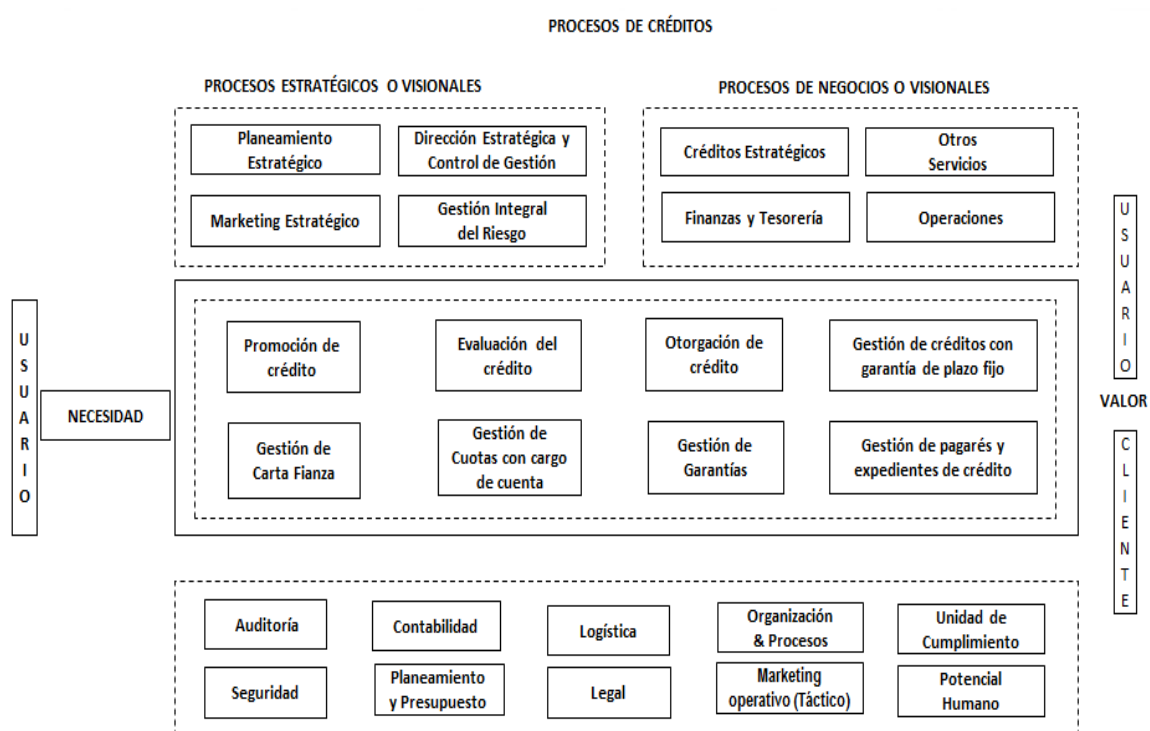 PROCESOS DE CRÉDITOS
PROCESOS ESTRATÉGICOS O VISIONALES
PROCESOS DE NEGOCIOS O VISIONALES
Planeamiento
Estratégico
Dirección Estratégica y
Control de Gestión
Marketing Estratégico
Gestión Integral
del Riesgo
Créditos Estratégicos
Otros
Servicios
Finanzas y Tesorería
Operaciones
USUARIO
NECESIDAD
Promoción de
crédito
Evaluación del
crédito
Otorgación de
crédito
Gestión de créditos con
garantía de plazo fijo
Gestión de
Carta Fianza
Gestión de
Cuotas con cargo
de cuenta
Gestión de
Garantías
Gestión de pagarés y
expedientes de crédito
USUARIO
VALOR
CLIENTE
Auditoría
Contabilidad
Logística
Organización
& Procesos
Unidad de
Cumplimiento
Seguridad
Planeamiento
y Presupuesto
Legal
Marketing
operativo (Táctico)
Potencial
Humano